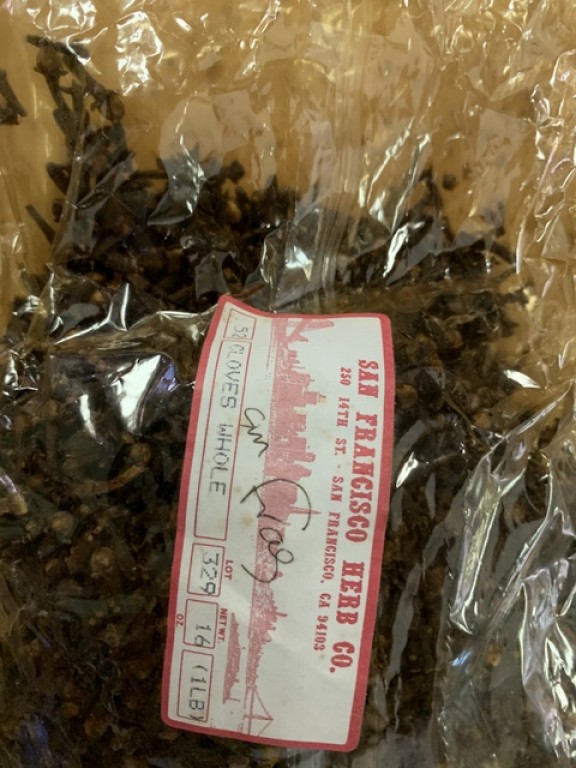 SAN FRANCISCO HERB CO.
250 14TH ST. · SAN FRANCISCO, CA 94103
52 CLOVES WHOLE
LOT
329
NET WT.
16 (1LB)
OZ